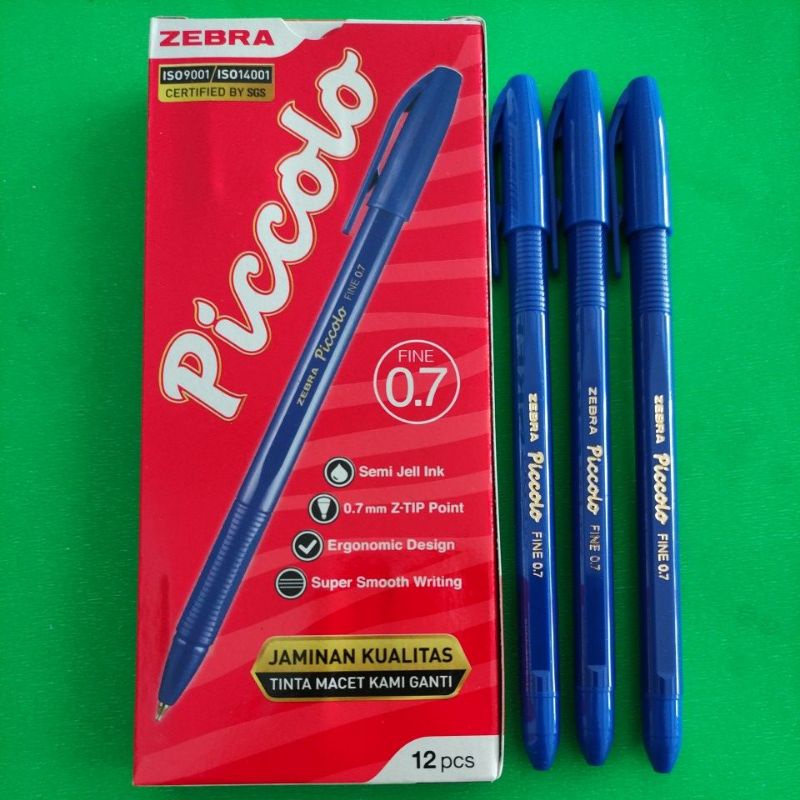 ZEBRA
ISO9001/ISO14001
CERTIFIED BY SGS
Piccolo
ZEBRA Piccolo FINE 0.7
FINE
0.7
Semi Jell Ink
0.7mm Z-TIP Point
Ergonomic Design
Super Smooth Writing
JAMINAN KUALITAS
TINTA MACET KAMI GANTI
12 pcs
ZEBRA Piccolo FINE 0.7
ZEBRA Piccolo FINE 0.7
ZEBRA Piccolo FINE 0.7